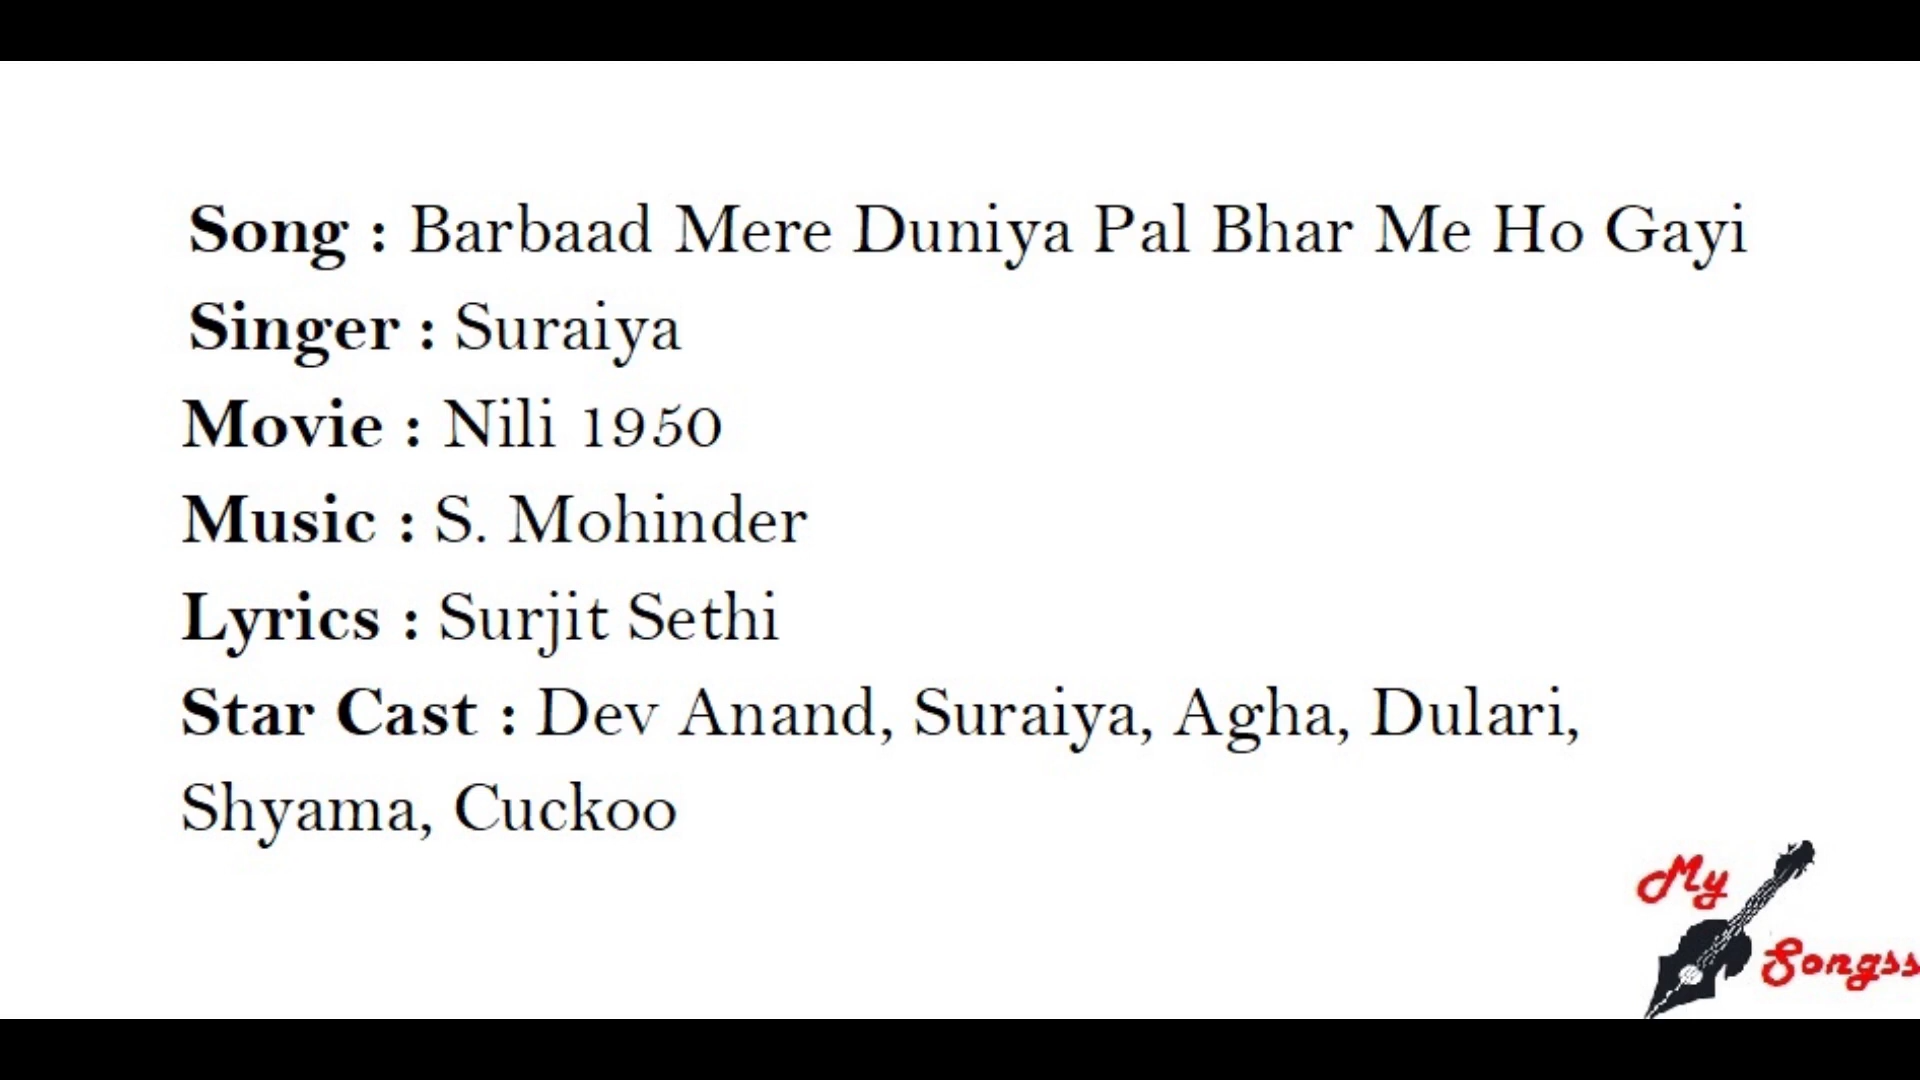 Song : Barbaad Mere Duniya Pal Bhar Me Ho Gayi
Singer : Suraiya
Movie : Nili 1950
Music : S. Mohinder
Lyrics : Surjit Sethi
Star Cast : Dev Anand, Suraiya, Agha, Dulari,
Shyama, Cuckoo
My
Songss